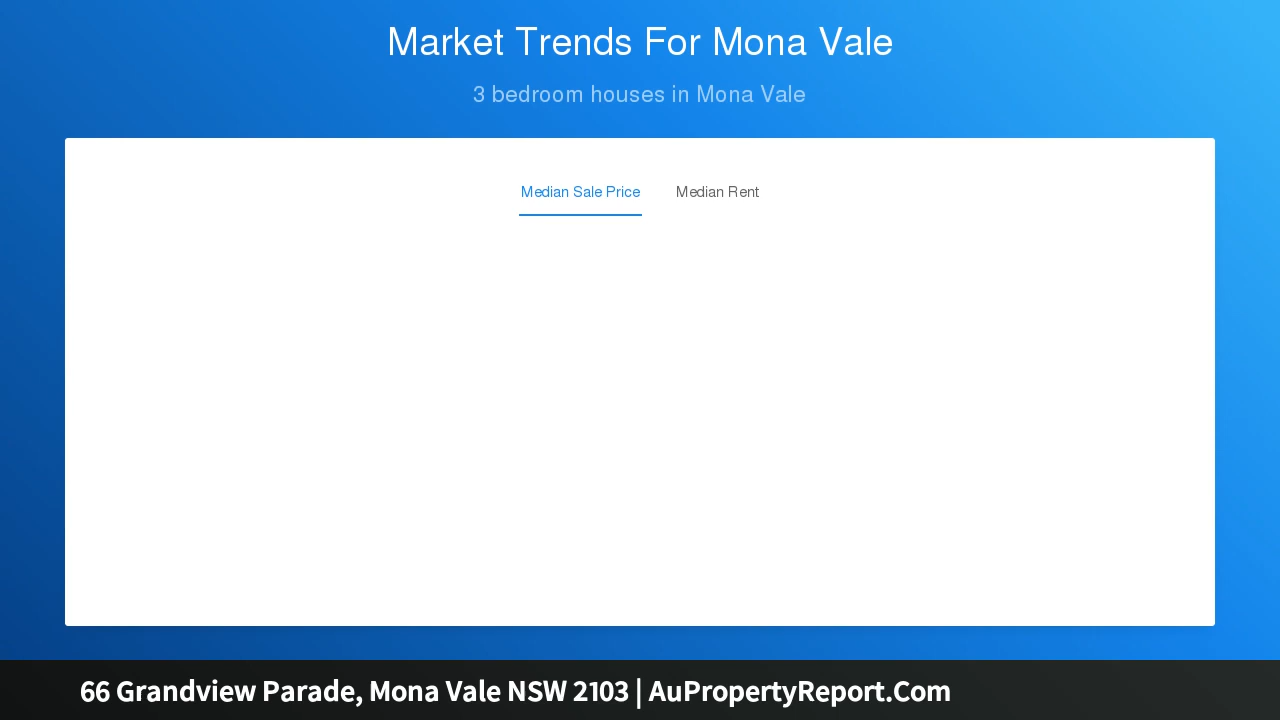 Market Trends For Mona Vale
3 bedroom houses in Mona Vale
Median Sale Price
Median Rent
66 Grandview Parade, Mona Vale NSW 2103 | AuPropertyReport.Com